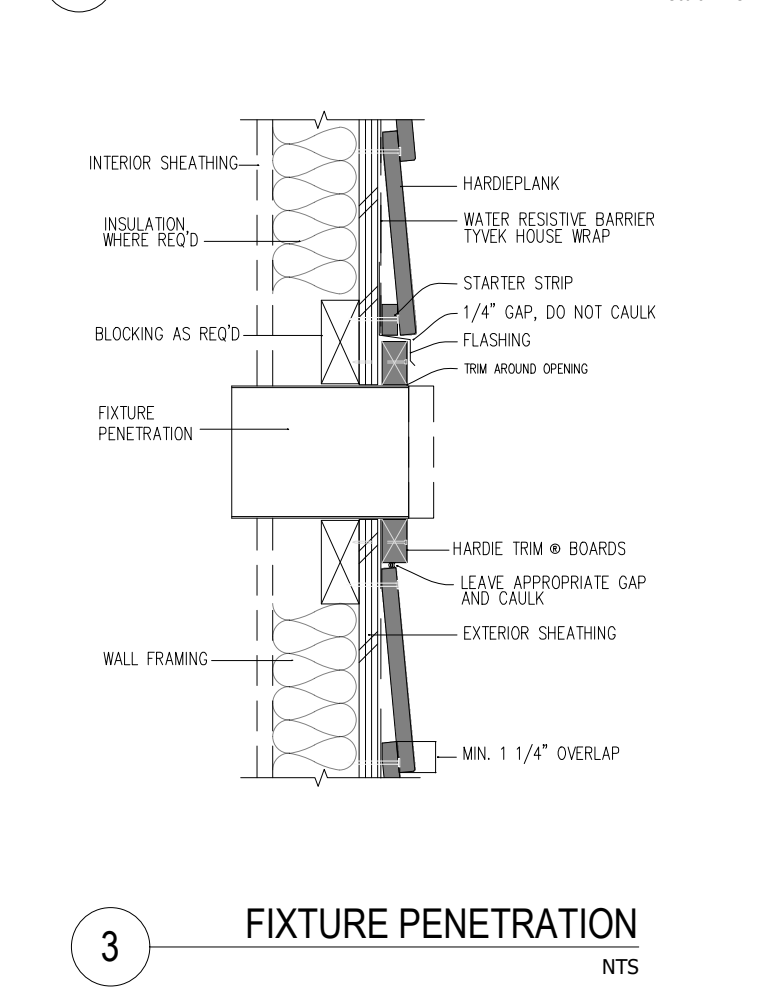 INTERIOR SHEATHING
HARDIEPLANK
INSULATION
WHERE REQ'D
WATER RESISTIVE BARRIER
TYVEK HOUSE WRAP
STARTER STRIP
1/4" GAP, DO NOT CAULK
BLOCKING AS REQ'D
FLASHING
TRIM AROUND OPENING
FIXTURE
PENETRATION
HARDIE TRIM ® BOARDS
LEAVE APPROPRIATE GAP
AND CAULK
EXTERIOR SHEATHING
WALL FRAMING
MIN. 1 1/4" OVERLAP
3
FIXTURE PENETRATION
NTS